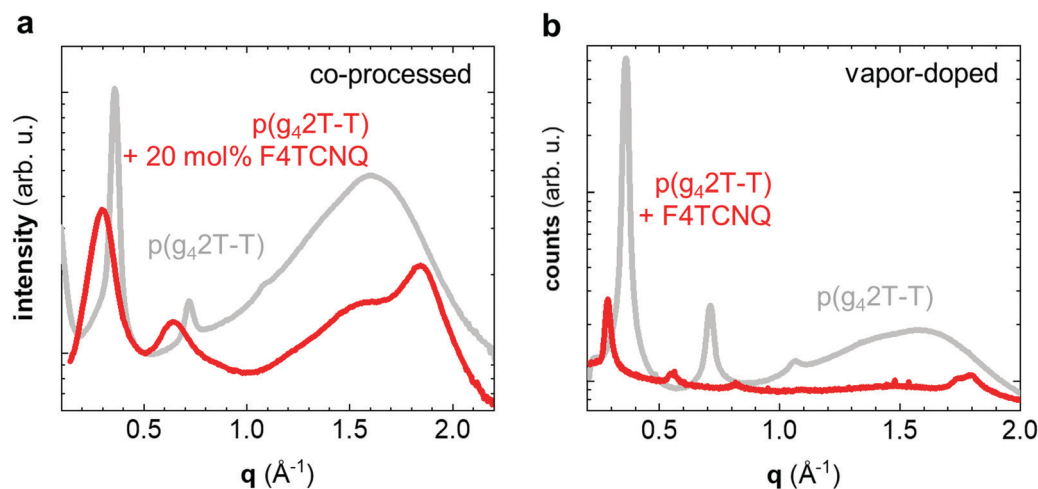 a
co-processed
p(g₄2T-T)
+ 20 mol% F4TCNQ
p(g₄2T-T)
intensity (arb. u.)
0.5 1.0 1.5 2.0
q (Å⁻¹)
b
vapor-doped
p(g₄2T-T)
+ F4TCNQ
p(g₄2T-T)
counts (arb. u.)
0.5 1.0 1.5 2.0
q (Å⁻¹)